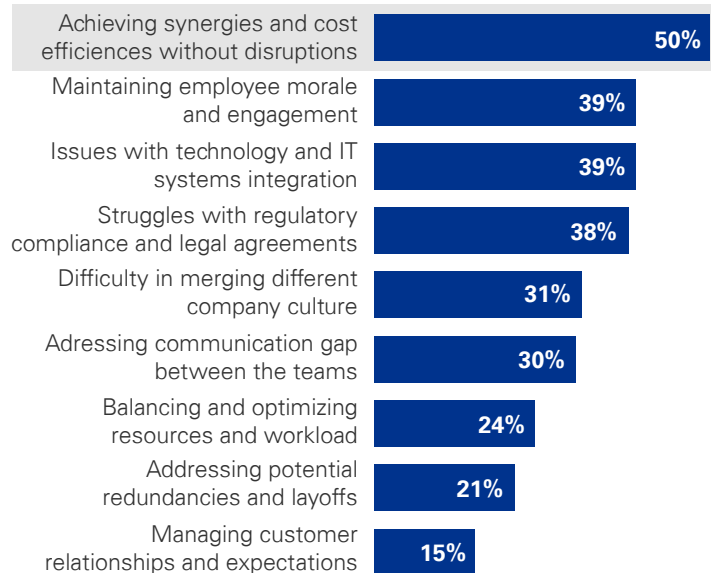 Achieving synergies and cost
efficiences without disruptions
50%
Maintaining employee morale
and engagement
39%
Issues with technology and IT
systems integration
39%
Struggles with regulatory
compliance and legal agreements
38%
Difficulty in merging different
company culture
31%
Adressing communication gap
between the teams
30%
Balancing and optimizing
resources and workload
24%
Addressing potential
redundancies and layoffs
21%
Managing customer
relationships and expectations
15%